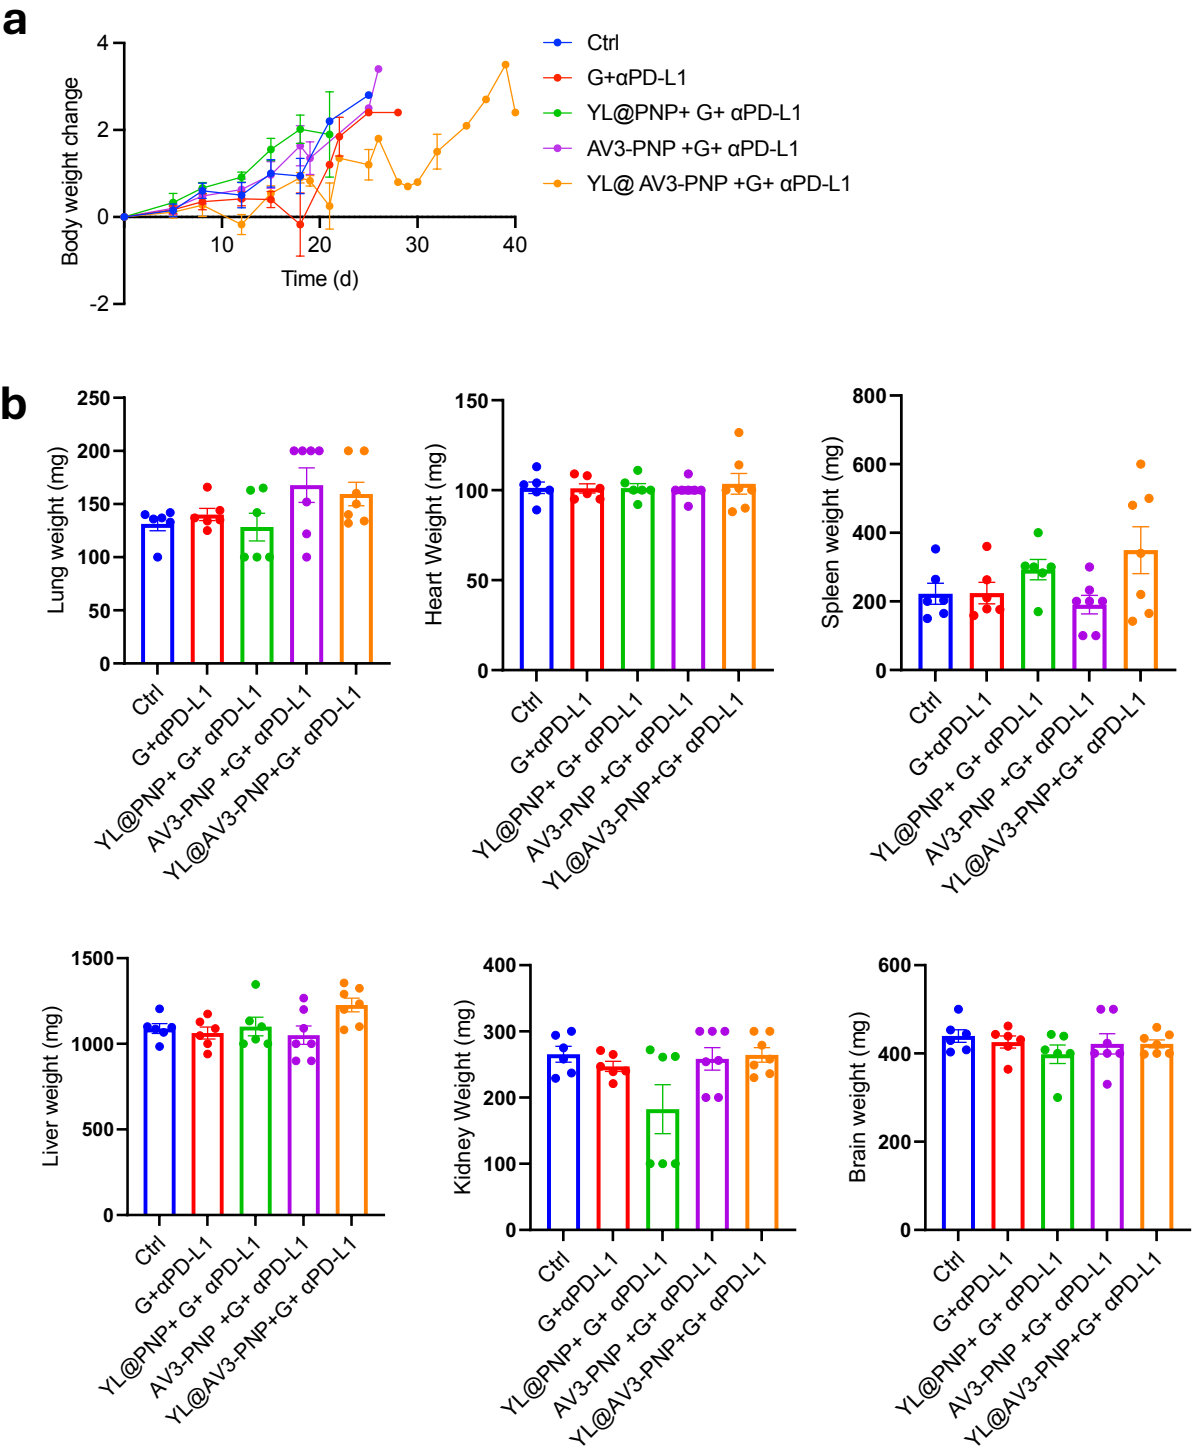 a
4
2
0
-2
Body weight change
10
20
30
40
Time (d)
Ctrl
G+αPD-L1
YL@PNP+ G+ αPD-L1
AV3-PNP +G+ αPD-L1
YL@ AV3-PNP +G+ αPD-L1
b
250
200
150
100
50
0
Lung weight (mg)
Ctrl
G+αPD-L1
YL@PNP+ G+ αPD-L1
AV3-PNP +G+ αPD-L1
YL@AV3-PNP+G+ αPD-L1
150
100
50
0
Heart Weight (mg)
Ctrl
G+αPD-L1
YL@PNP+ G+ αPD-L1
AV3-PNP +G+ αPD-L1
YL@AV3-PNP+G+ αPD-L1
800
600
400
200
0
Spleen weight (mg)
Ctrl
G+αPD-L1
YL@PNP+ G+ αPD-L1
AV3-PNP +G+ αPD-L1
YL@AV3-PNP+G+ αPD-L1
1500
1000
500
0
Liver weight (mg)
Ctrl
G+αPD-L1
YL@PNP+ G+ αPD-L1
AV3-PNP +G+ αPD-L1
YL@AV3-PNP+G+ αPD-L1
400
300
200
100
0
Kidney Weight (mg)
Ctrl
G+αPD-L1
YL@PNP+ G+ αPD-L1
AV3-PNP +G+ αPD-L1
YL@AV3-PNP+G+ αPD-L1
600
400
200
0
Brain weight (mg)
Ctrl
G+αPD-L1
YL@PNP+ G+ αPD-L1
AV3-PNP +G+ αPD-L1
YL@AV3-PNP+G+ αPD-L1